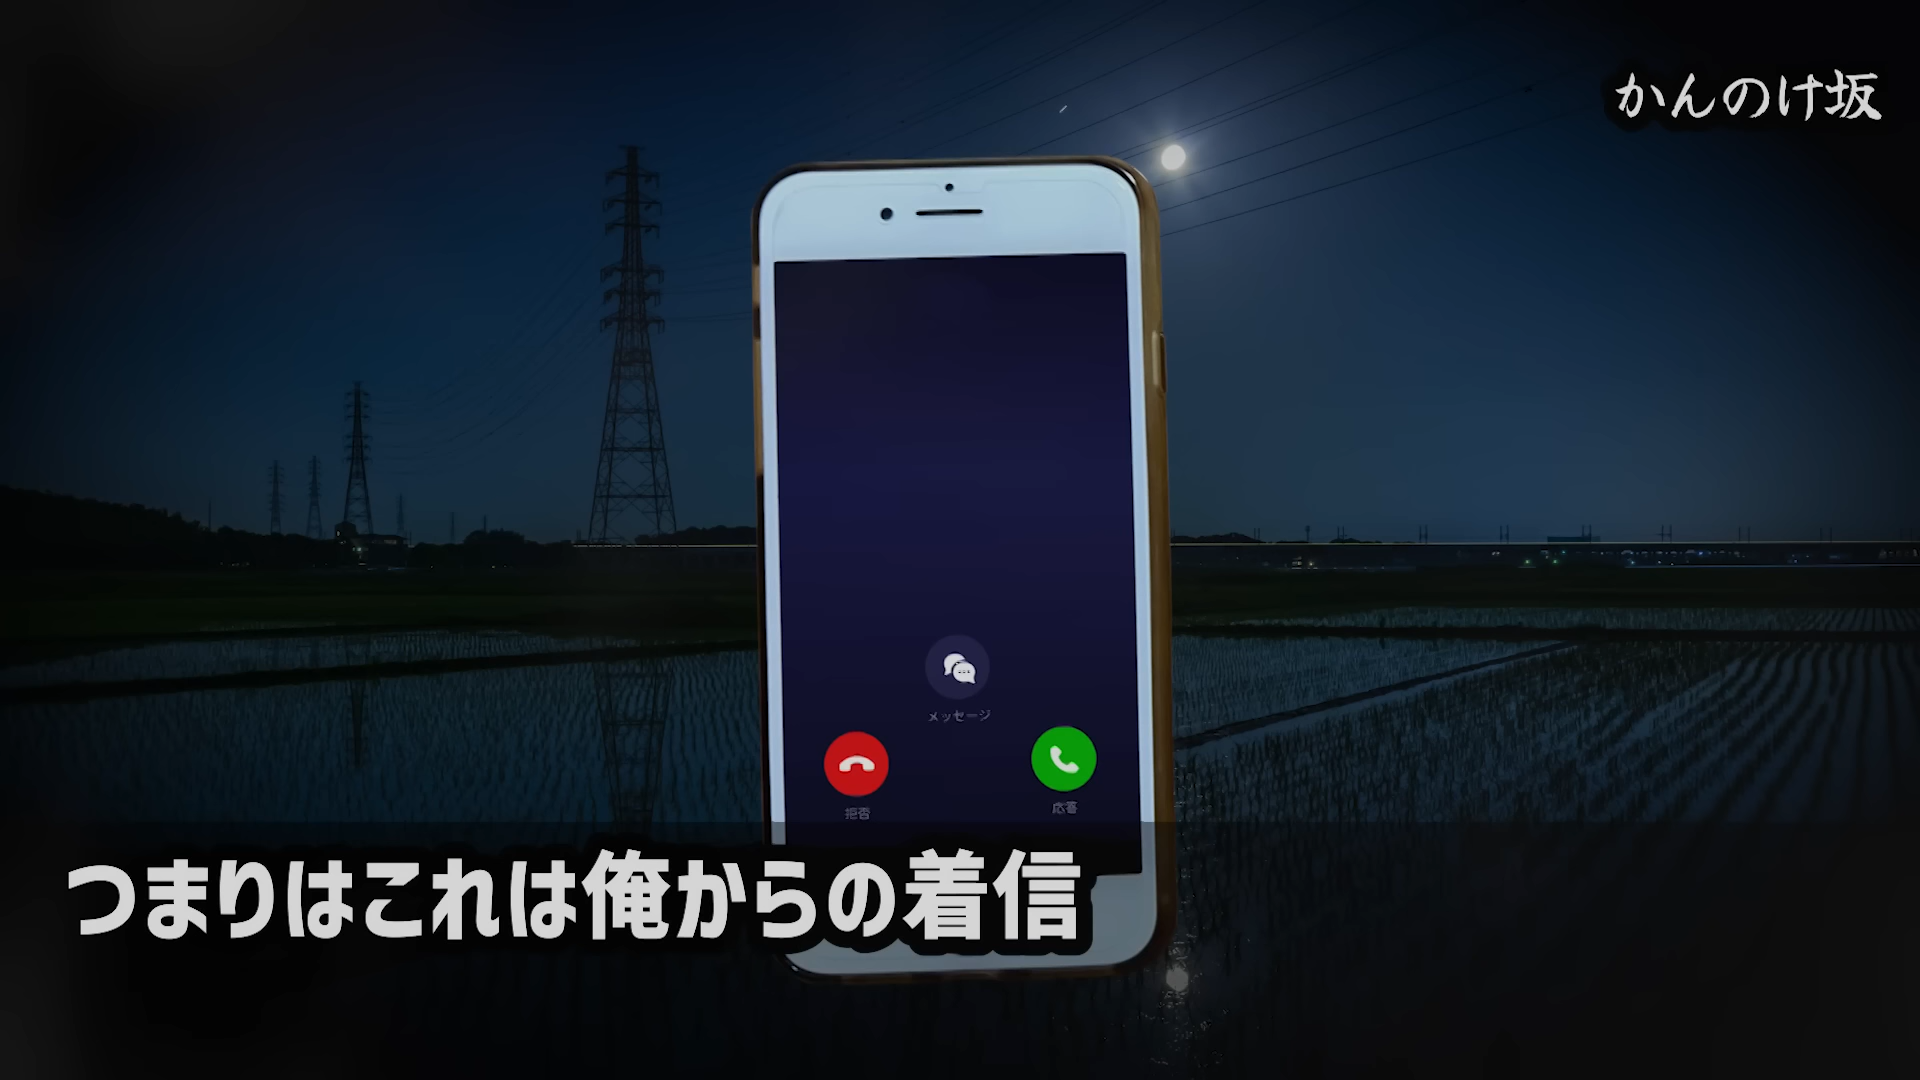 かんのけ坂
メッセージ
拒否
応答
つまりはこれは俺からの着信